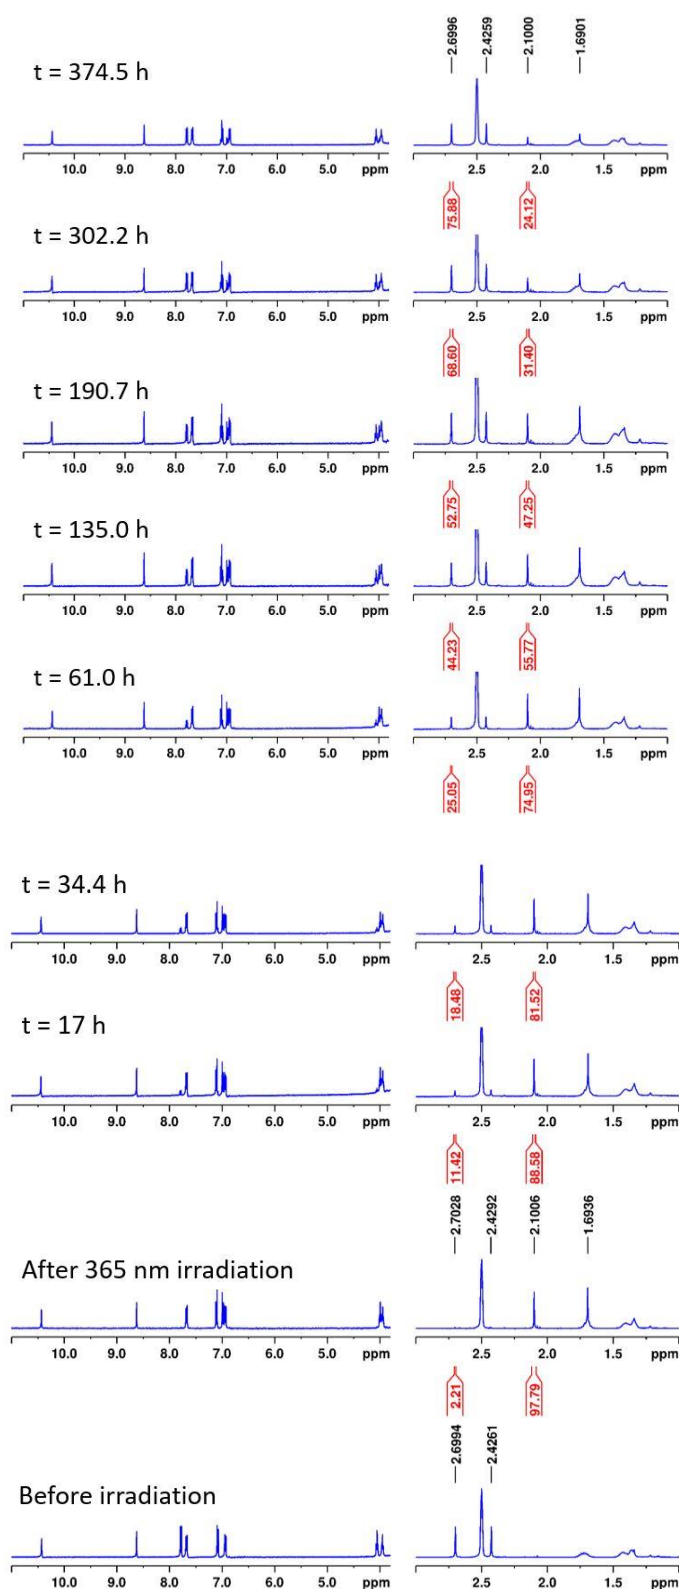 2.6996 2.4259 2.1000 1.6901
t = 374.5 h
10.0 9.0 8.0 7.0 6.0 5.0 ppm 2.5 2.0 1.5 ppm
75.88 24.12
t = 302.2 h
10.0 9.0 8.0 7.0 6.0 5.0 ppm 2.5 2.0 1.5 ppm
68.60 31.40
t = 190.7 h
10.0 9.0 8.0 7.0 6.0 5.0 ppm 2.5 2.0 1.5 ppm
52.75 47.25
t = 135.0 h
10.0 9.0 8.0 7.0 6.0 5.0 ppm 2.5 2.0 1.5 ppm
44.23 55.77
t = 61.0 h
10.0 9.0 8.0 7.0 6.0 5.0 ppm 2.5 2.0 1.5 ppm
25.05 74.95
t = 34.4 h
10.0 9.0 8.0 7.0 6.0 5.0 ppm 2.5 2.0 1.5 ppm
18.48 81.52
t = 17 h
10.0 9.0 8.0 7.0 6.0 5.0 ppm 2.5 2.0 1.5 ppm
11.42 88.58
2.7028 2.4292 2.1006 1.6936
After 365 nm irradiation
10.0 9.0 8.0 7.0 6.0 5.0 ppm 2.5 2.0 1.5 ppm
2.21 97.79
2.6994 2.4261
Before irradiation
10.0 9.0 8.0 7.0 6.0 5.0 ppm 2.5 2.0 1.5 ppm